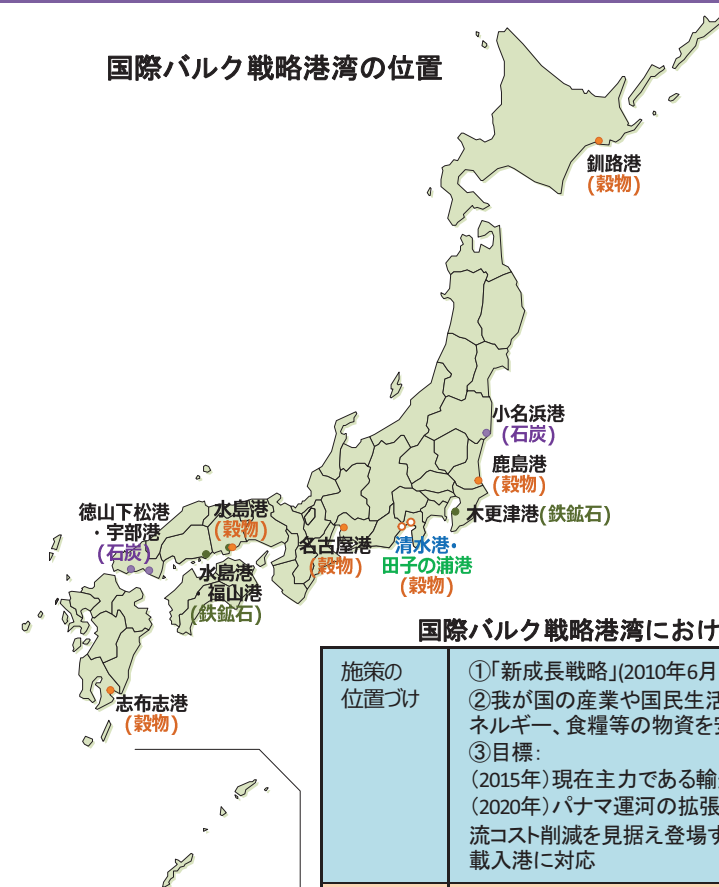 国際バルク戦略港湾の位置
釧路港
(穀物)
小名浜港
(石炭)
鹿島港
(穀物)
木更津港(鉄鉱石)
徳山下松港
・宇部港
(石炭)
水島港
(穀物)
名古屋港
(穀物)
清水港・
田子の浦港
(穀物)
水島港
・福山港
(鉄鉱石)
志布志港
(穀物)
国際バルク戦略港湾におけ
施策の
位置づけ
①「新成長戦略」(2010年6月
②我が国の産業や国民生活
ネルギー、食糧等の物資を安
③目標:
(2015年)現在主力である輸
(2020年)パナマ運河の拡張
流コスト削減を見据え登場す
載入港に対応